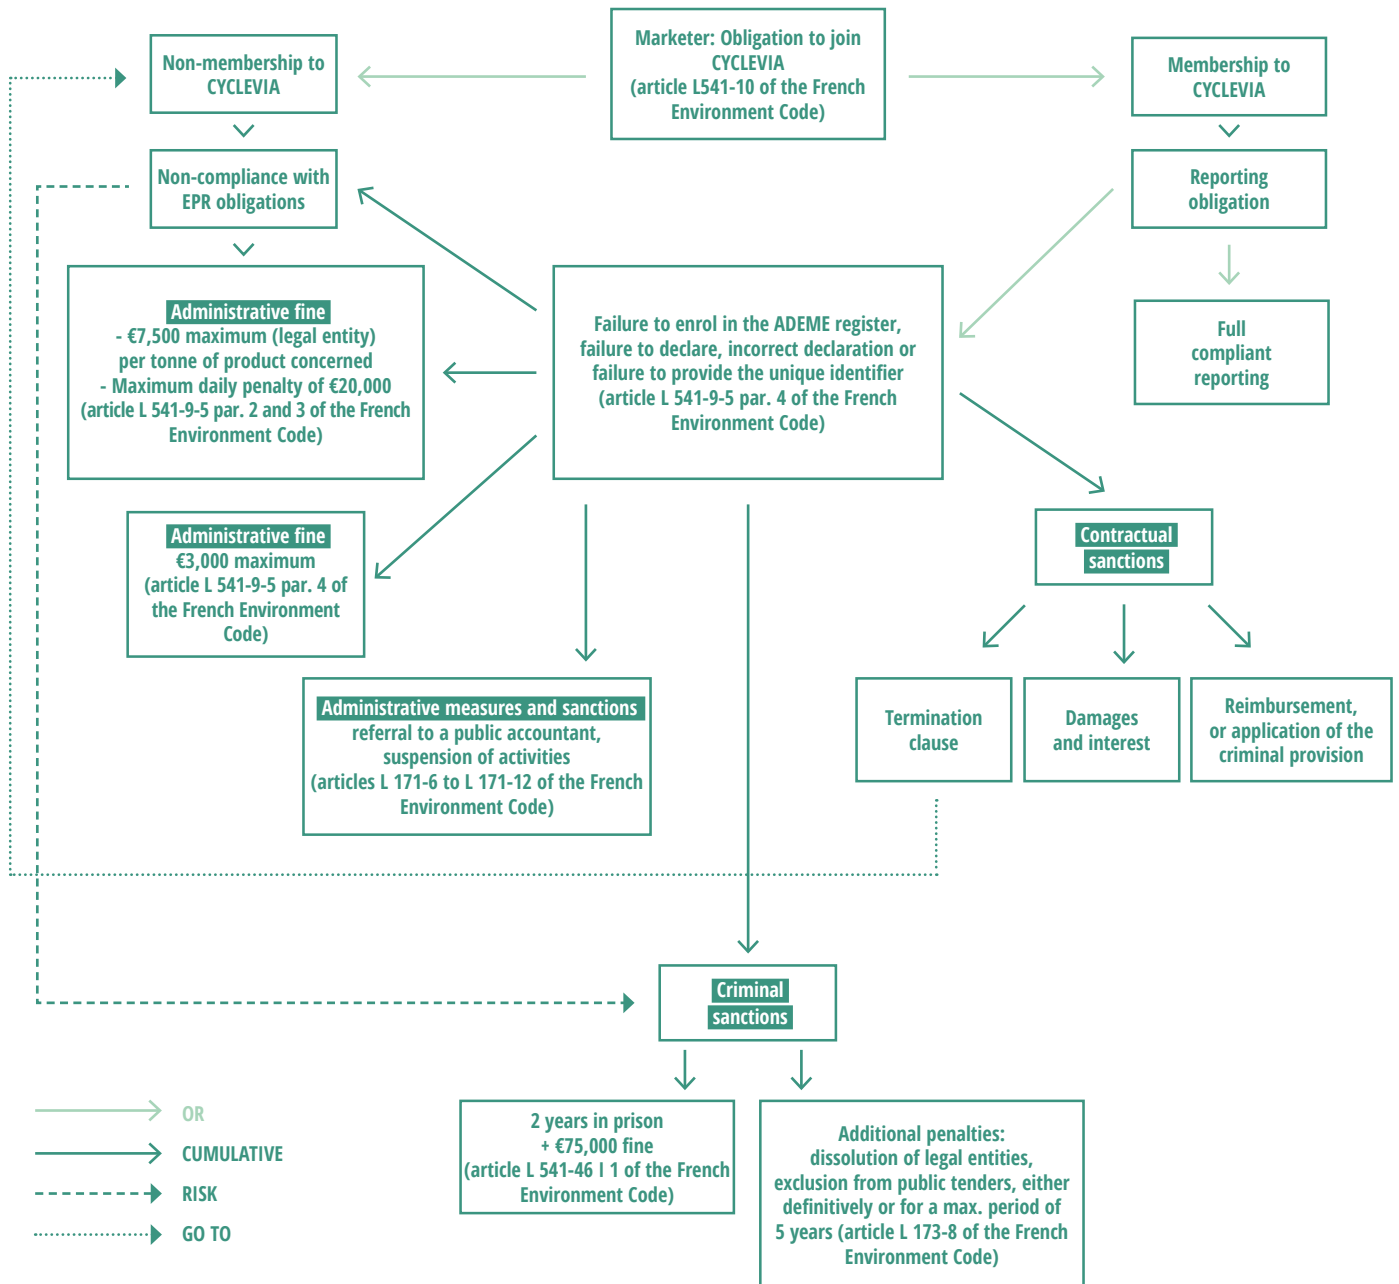 Marketer: Obligation to join
CYCLEVIA
(article L541-10 of the French
Environment Code)
Non-membership to
CYCLEVIA
Membership to
CYCLEVIA
Non-compliance with
EPR obligations
Reporting
obligation
Administrative fine
- €7,500 maximum (legal entity)
per tonne of product concerned
- Maximum daily penalty of €20,000
(article L 541-9-5 par. 2 and 3 of the French
Environment Code)
Failure to enrol in the ADEME register,
failure to declare, incorrect declaration or
failure to provide the unique identifier
(article L 541-9-5 par. 4 of the French
Environment Code)
Full
compliant
reporting
Administrative fine
€3,000 maximum
(article L 541-9-5 par. 4 of
the French Environment
Code)
Contractual
sanctions
Administrative measures and sanctions
referral to a public accountant,
suspension of activities
(articles L 171-6 to L 171-12 of the French
Environment Code)
Termination
clause
Damages
and interest
Reimbursement,
or application of the
criminal provision
Criminal
sanctions
2 years in prison
+ €75,000 fine
(article L 541-46 I 1 of the French
Environment Code)
Additional penalties:
dissolution of legal entities,
exclusion from public tenders, either
definitively or for a max. period of
5 years (article L 173-8 of the French
Environment Code)
OR
CUMULATIVE
RISK
GO TO